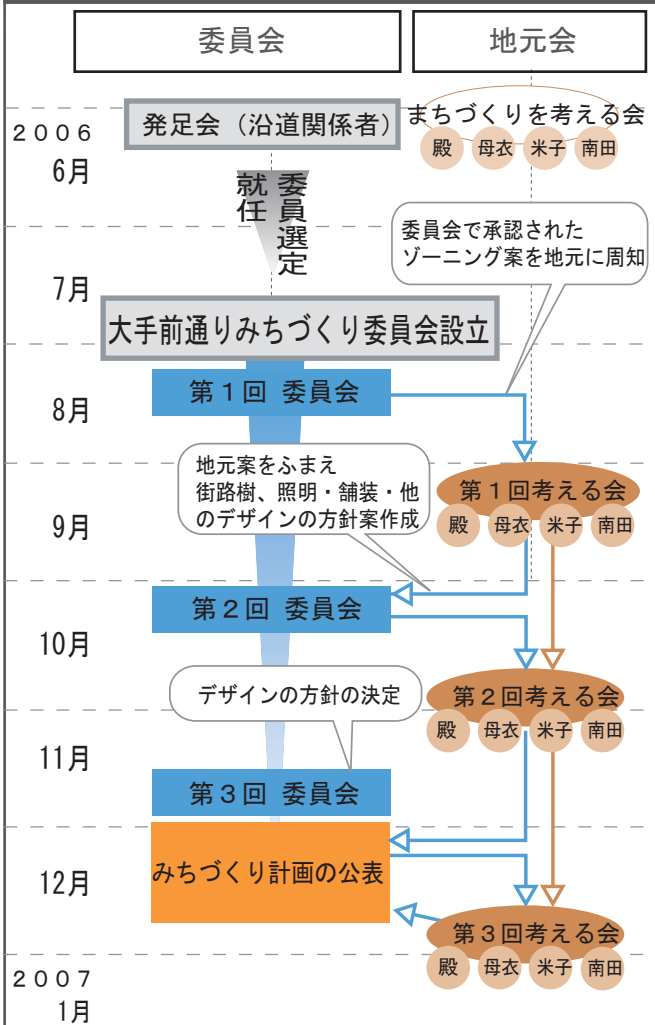 委員会
地元会
2006
6月
発足会（沿道関係者）
まちづくりを考える会
殿 母衣 米子 南田
委員選定
就任
委員会で承認された
ゾーニング案を地元に周知
7月
大手前通りみちづくり委員会設立
8月
第1回 委員会
地元案をふまえ
街路樹、照明・舗装・他
のデザインの方針案作成
第1回考える会
殿 母衣 米子 南田
9月
第2回 委員会
10月
デザインの方針の決定
第2回考える会
殿 母衣 米子 南田
11月
第3回 委員会
みちづくり計画の公表
12月
第3回考える会
殿 母衣 米子 南田
2007
1月